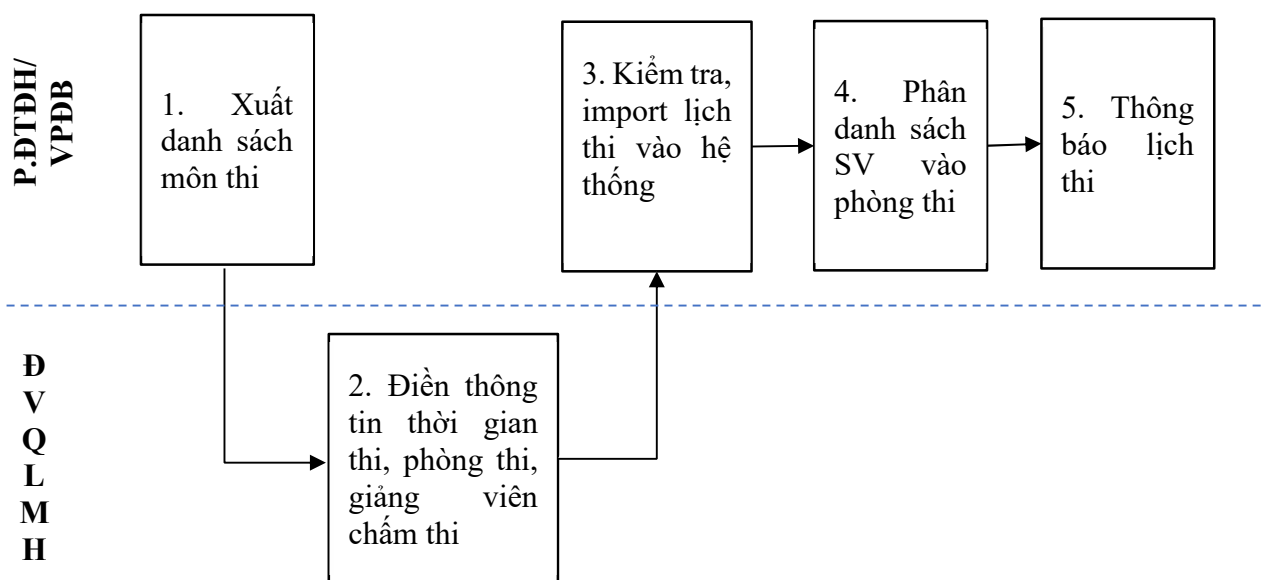 P.ĐTĐH/
VPĐB
1. Xuất
danh sách
môn thi
3. Kiểm tra,
import lịch
thi vào hệ
thống
4. Phân
danh sách
SV vào
phòng thi
5. Thông
báo lịch
thi
Đ
V
Q
L
M
H
2. Điền thông
tin thời gian
thi, phòng thi,
giảng viên
chấm thi